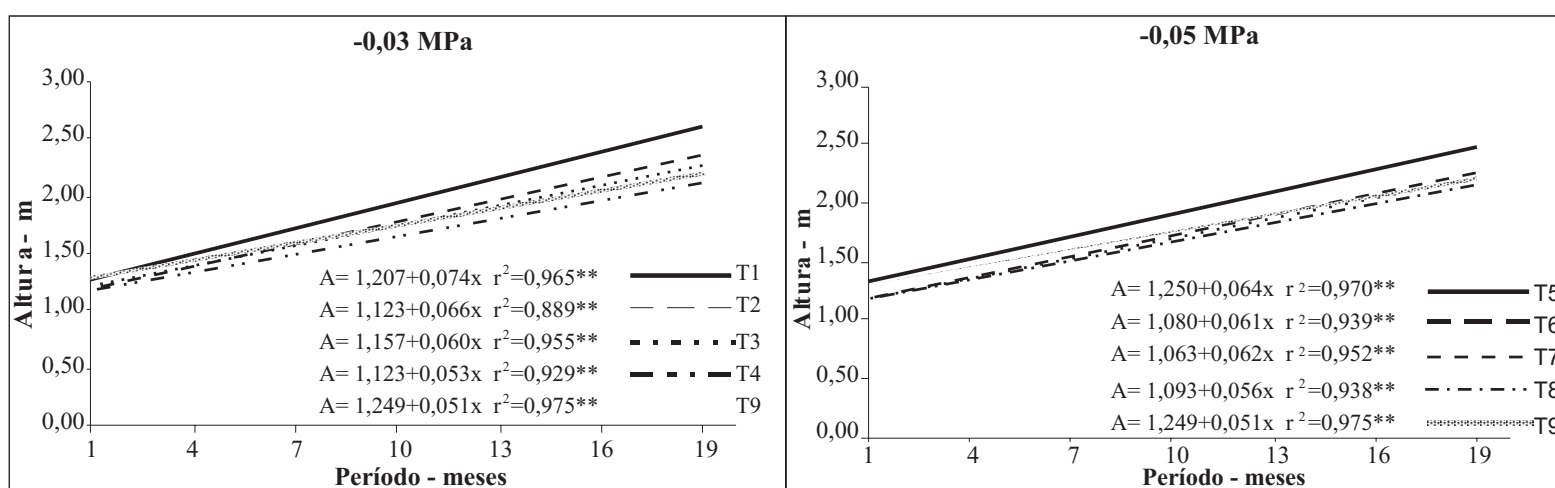 -0,03 MPa
3,00
2,50
2,00
1,50
1,00
0,50
0,00
Altura - m
A= 1,207+0,074x r²=0,965** T1
A= 1,123+0,066x r²=0,889** T2
A= 1,157+0,060x r²=0,955** T3
A= 1,123+0,053x r²=0,929** T4
A= 1,249+0,051x r²=0,975** T9
1 4 7 10 13 16 19
Período - meses
-0,05 MPa
3,00
2,50
2,00
1,50
1,00
0,50
0,00
Altura - m
A= 1,250+0,064x r²=0,970** T5
A= 1,080+0,061x r²=0,939** T6
A= 1,063+0,062x r²=0,952** T7
A= 1,093+0,056x r²=0,938** T8
A= 1,249+0,051x r²=0,975** T9
1 4 7 10 13 16 19
Período - meses